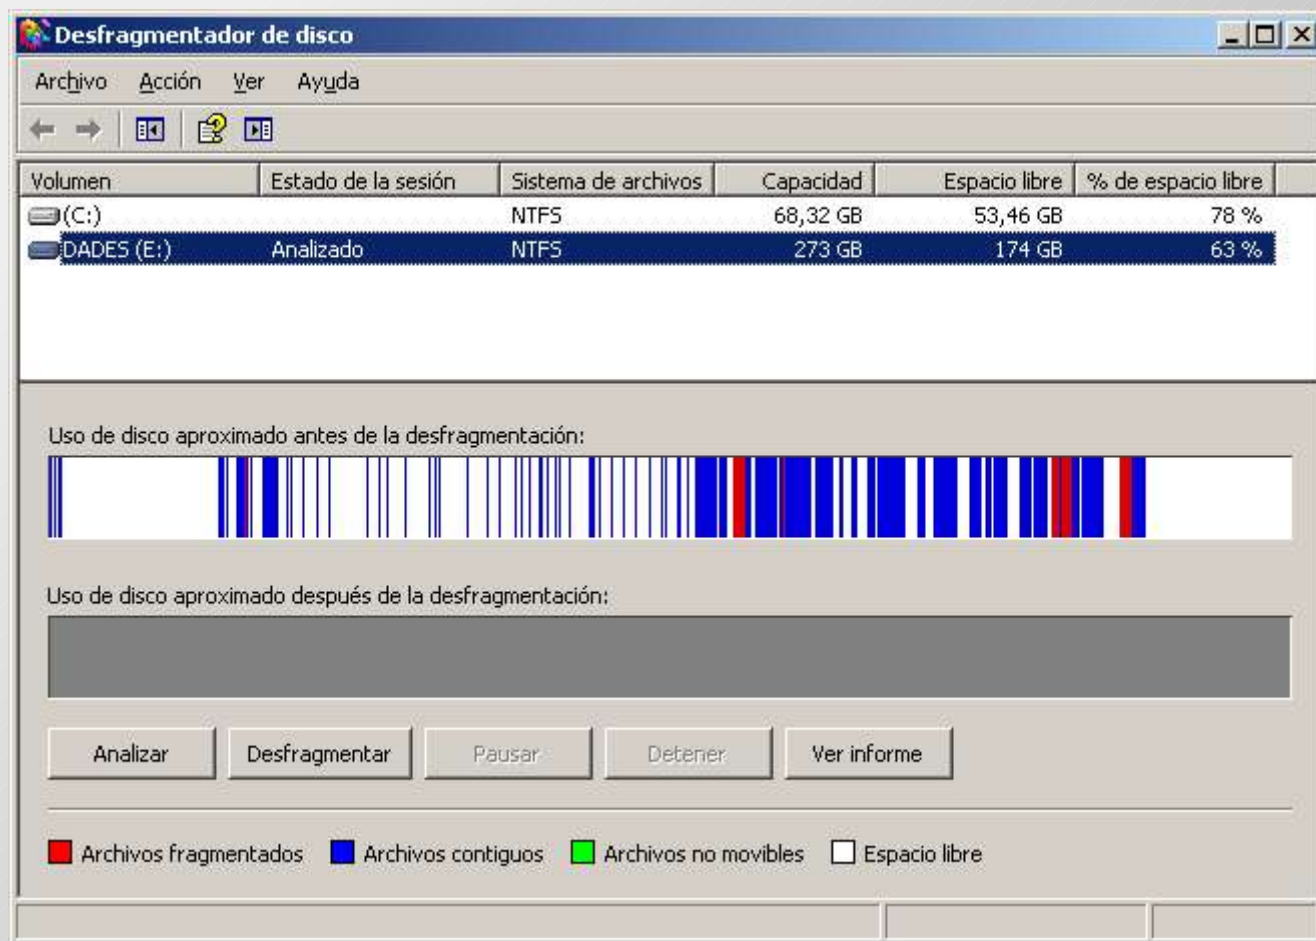 Desfragmentador de disco
Archivo Acción Ver Ayuda
Volumen Estado de la sesión Sistema de archivos Capacidad Espacio libre % de espacio libre
(C:) NTFS 68,32 GB 53,46 GB 78 %
DADES (E:) Analizado NTFS 273 GB 174 GB 63 %
Uso de disco aproximado antes de la desfragmentación:
Uso de disco aproximado después de la desfragmentación:
Analizar Desfragmentar Pausar Detener Ver informe
Archivos fragmentados Archivos contiguos Archivos no movibles Espacio libre